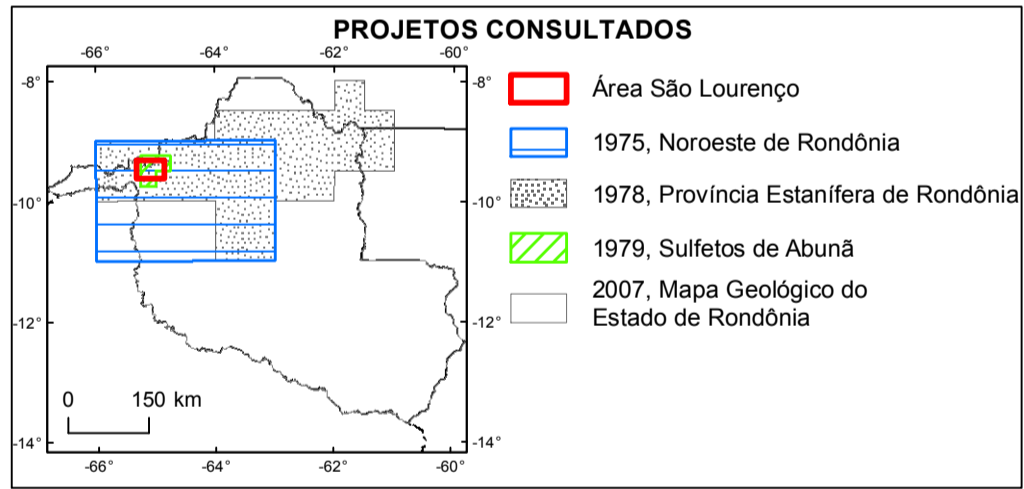 PROJETOS CONSULTADOS
-66° -64° -62° -60°
-8° -8°
-10° -10°
-12° -12°
-14° -14°
0 150 km
-66° -64° -62° -60°
Área São Lourenço
1975, Noroeste de Rondônia
1978, Província Estanífera de Rondônia
1979, Sulfetos de Abunã
2007, Mapa Geológico do
Estado de Rondônia